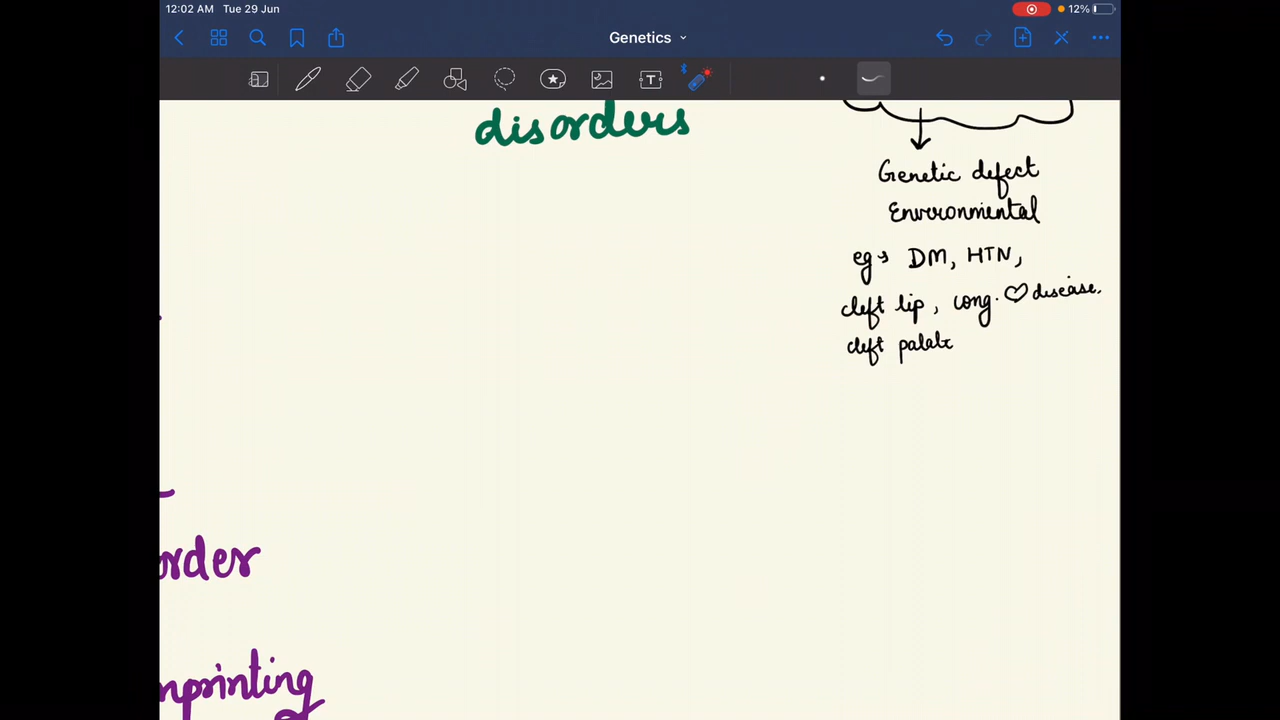 12:02 AM Tue 29 Jun
12%
Genetics
T
disorders
Genetic defect
Environmental
eg → DM, HTN,
cleft lip, cong. ♡ disease.
cleft palate
order
mprinting